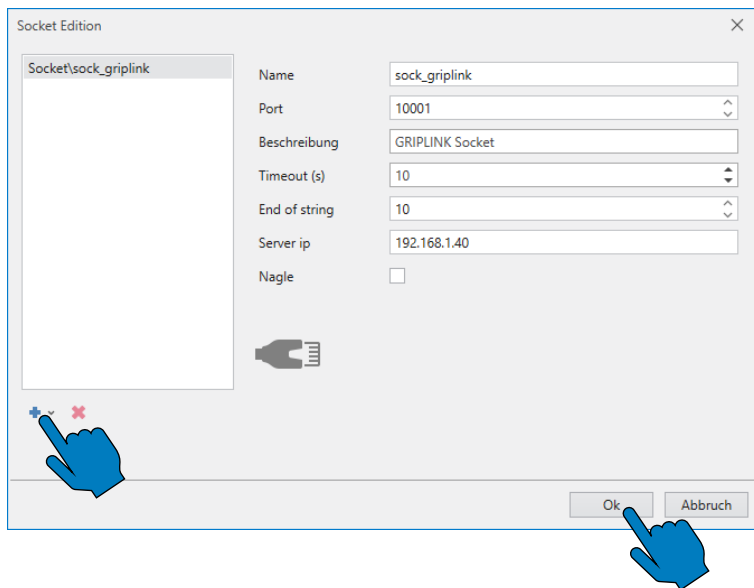 Socket Edition
Socket\sock_griplink
Name sock_griplink
Port 10001
Beschreibung GRIPLINK Socket
Timeout (s) 10
End of string 10
Server ip 192.168.1.40
Nagle
Ok Abbruch